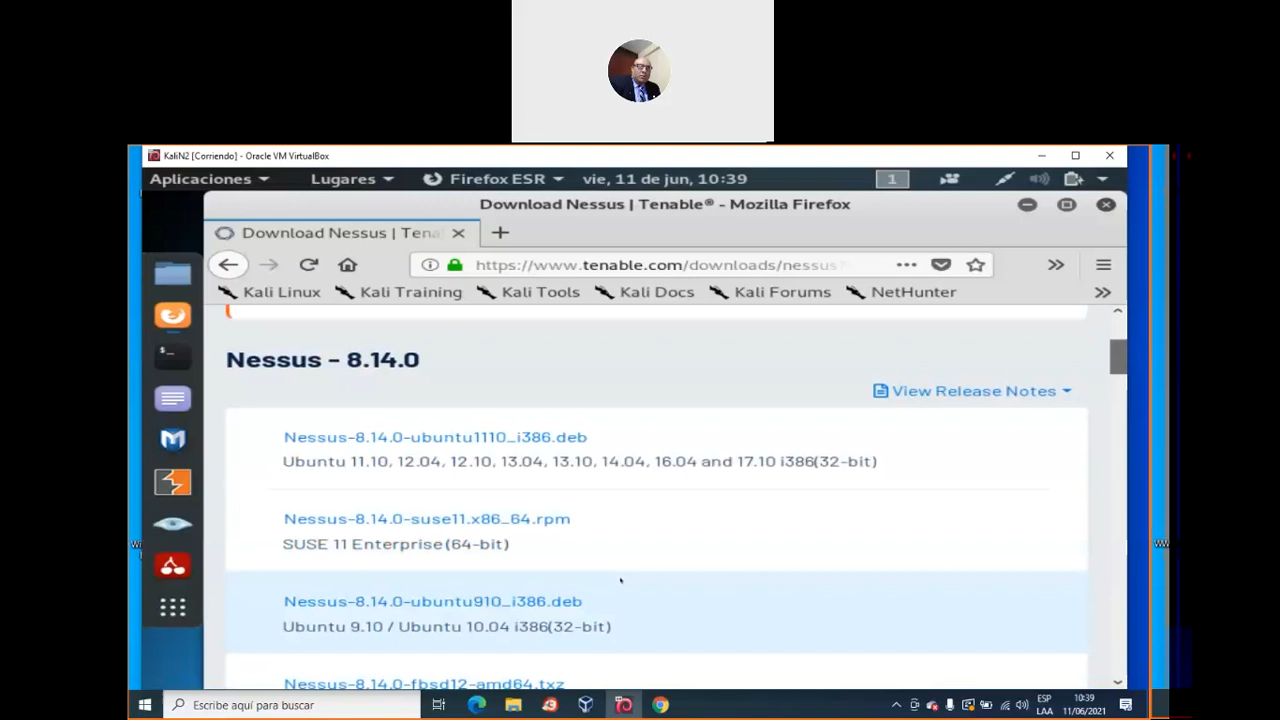 KaliN2 [Corriendo] - Oracle VM VirtualBox
Aplicaciones Lugares Firefox ESR vie, 11 de jun, 10:39 1
Download Nessus | Tenable® - Mozilla Firefox
Download Nessus | Tena
https://www.tenable.com/downloads/nessus?
Kali Linux Kali Training Kali Tools Kali Docs Kali Forums NetHunter
Nessus - 8.14.0
View Release Notes
Nessus-8.14.0-ubuntu1110_i386.deb
Ubuntu 11.10, 12.04, 12.10, 13.04, 13.10, 14.04, 16.04 and 17.10 i386(32-bit)
Nessus-8.14.0-suse11.x86_64.rpm
SUSE 11 Enterprise (64-bit)
Nessus-8.14.0-ubuntu910_i386.deb
Ubuntu 9.10 / Ubuntu 10.04 i386(32-bit)
Nessus-8.14.0-fbsd12-amd64.txz
Escribe aquí para buscar
ESP
LAA
10:39
11/06/2021